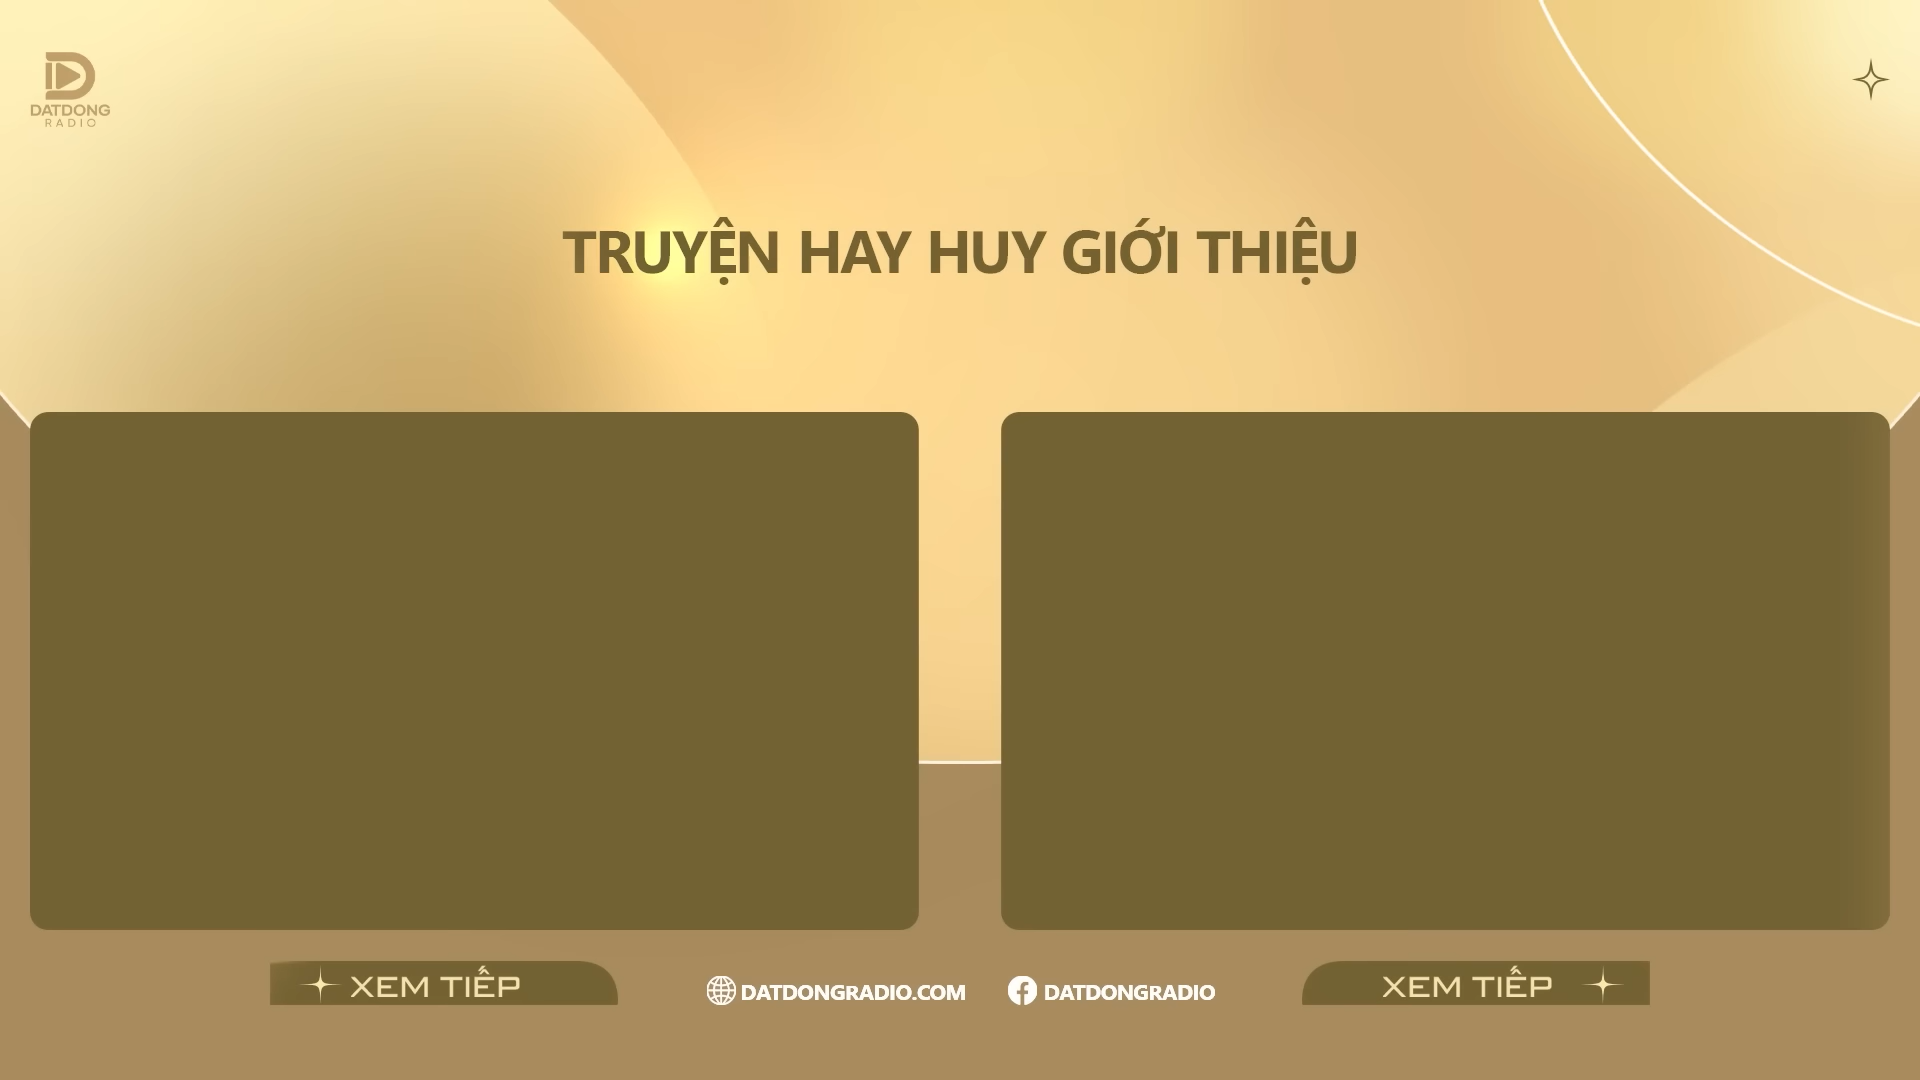 DATDONG
RADIO
TRUYỆN HAY HUY GIỚI THIỆU
XEM TIẾP
DATDONGRADIO.COM
DATDONGRADIO
XEM TIẾP